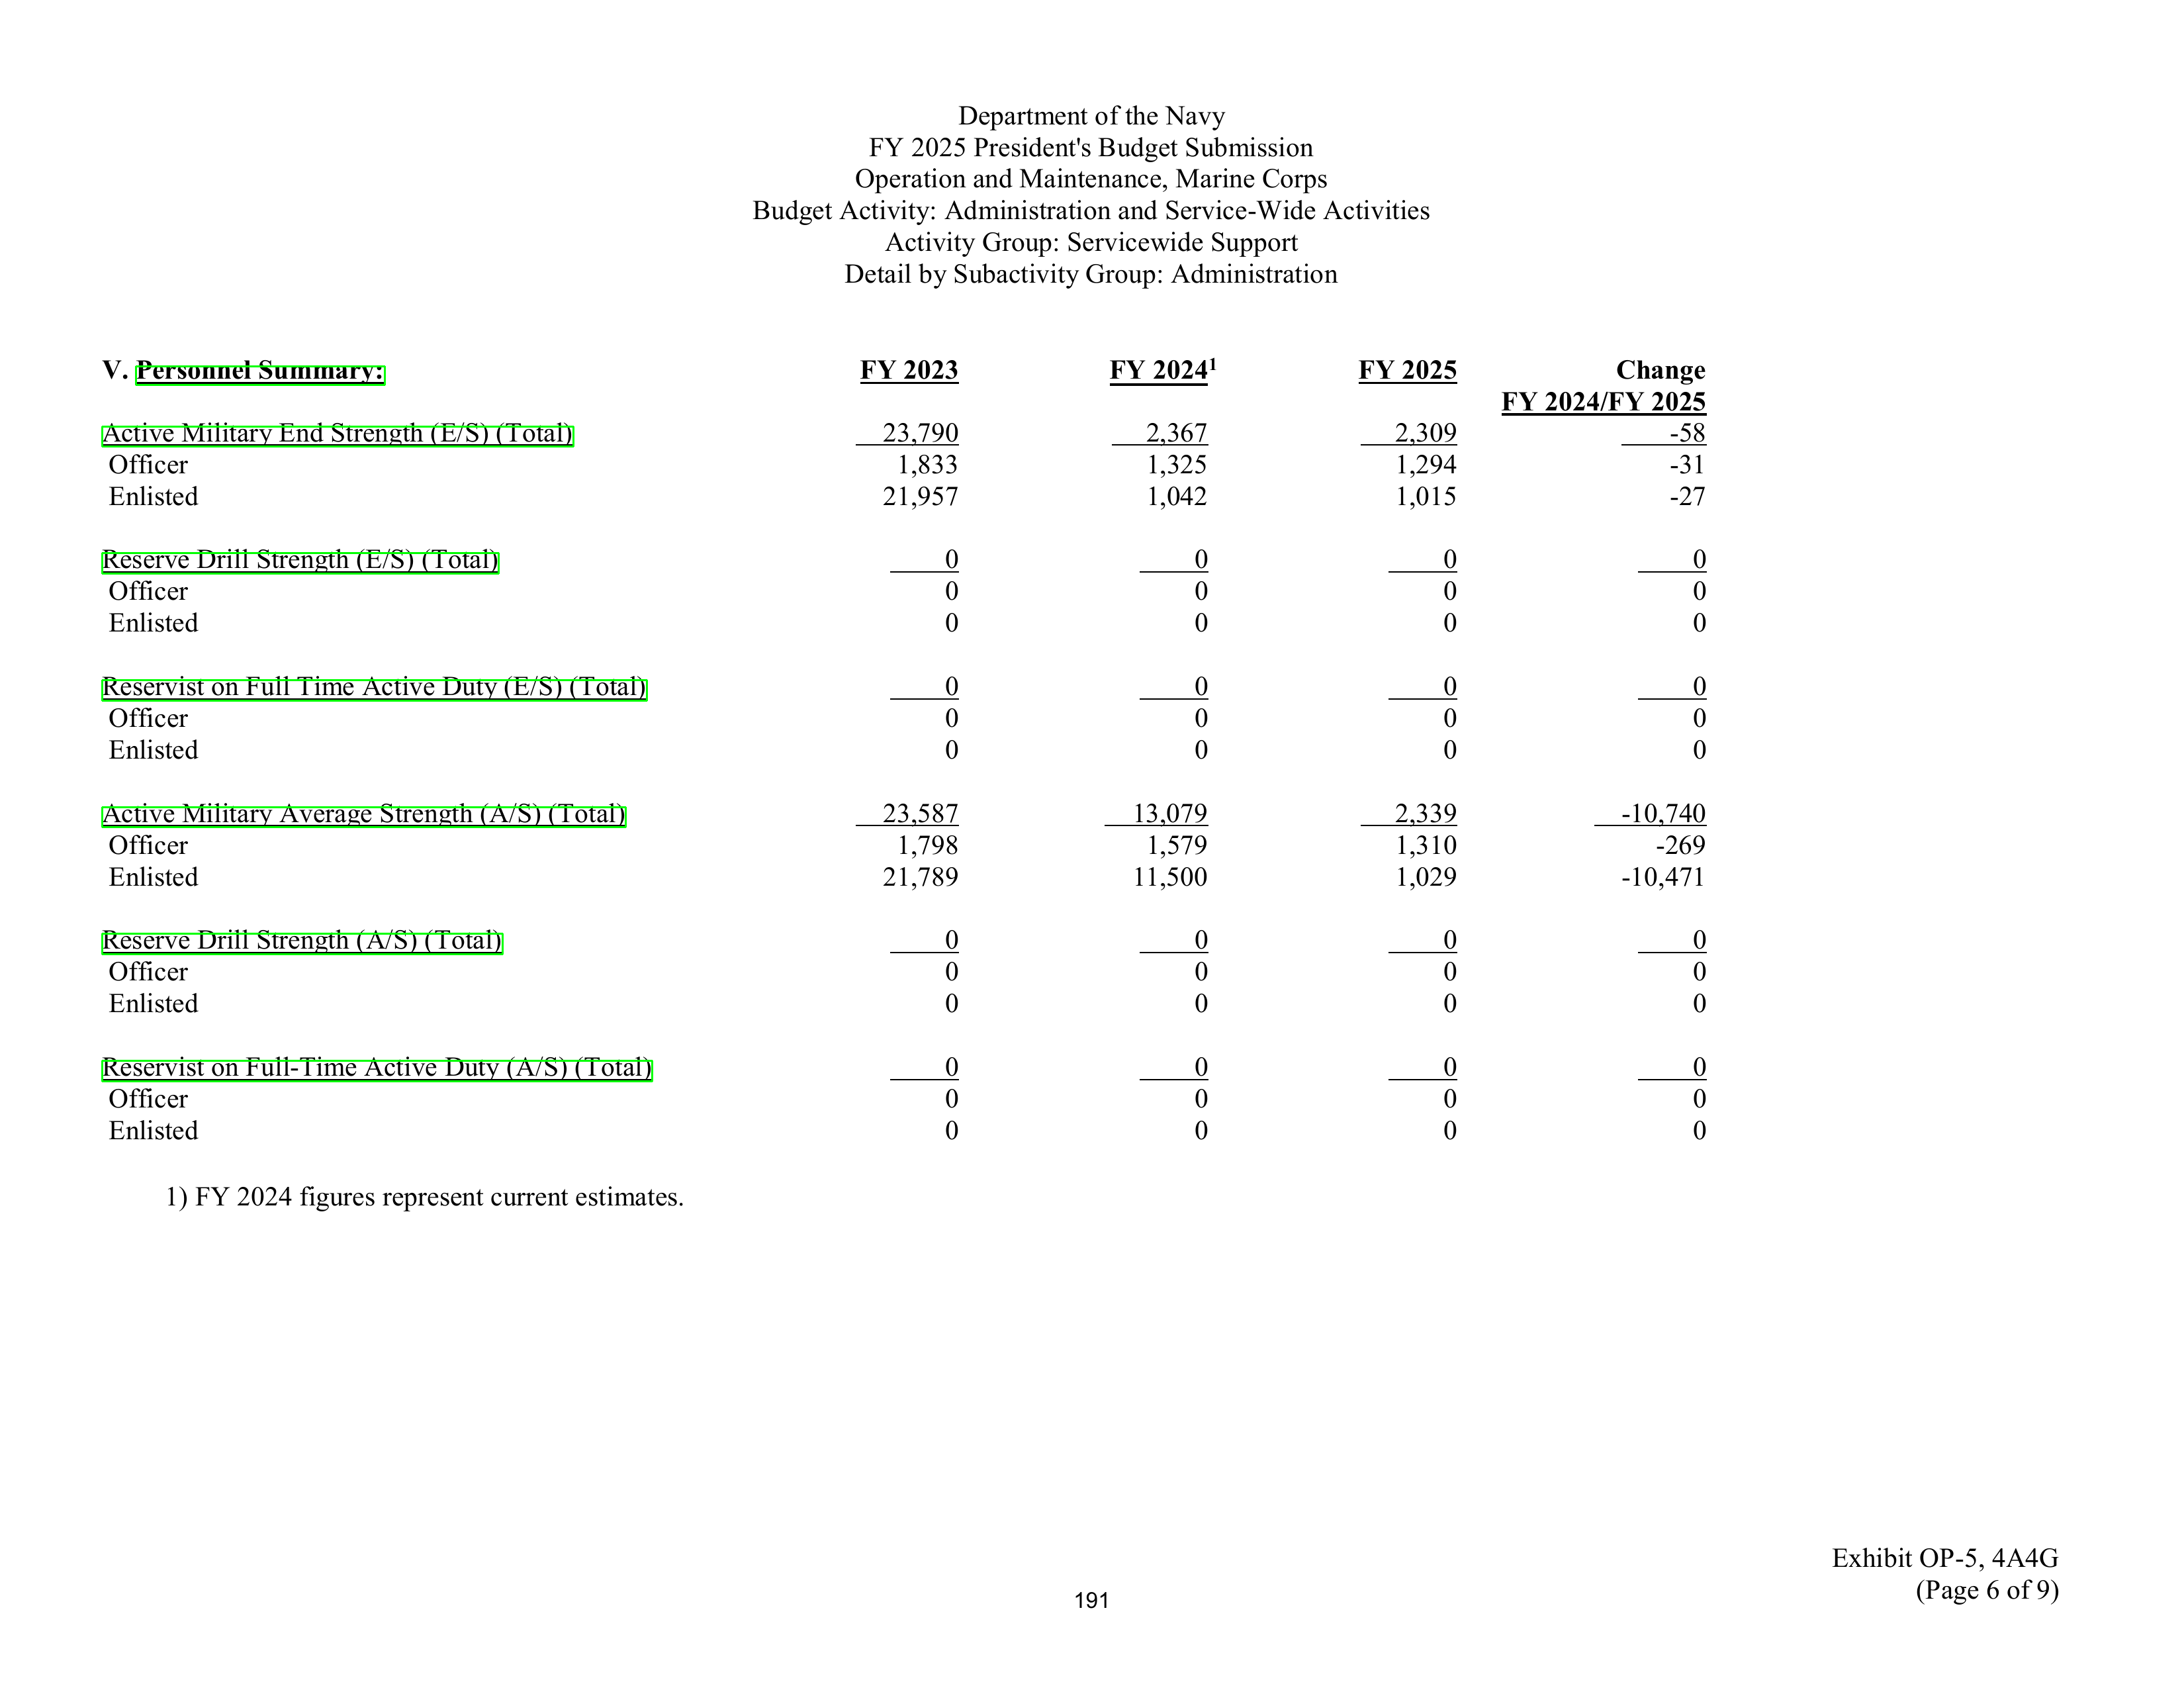 Department of the Navy
FY 2025 President's Budget Submission
Operation and Maintenance, Marine Corps
Budget Activity: Administration and Service-Wide Activities
Activity Group: Servicewide Support
Detail by Subactivity Group: Administration
V. Personnel Summary: FY 2023 FY 2024¹ FY 2025 Change
FY 2024/FY 2025
Active Military End Strength (E/S) (Total) 23,790 2,367 2,309 -58
Officer 1,833 1,325 1,294 -31
Enlisted 21,957 1,042 1,015 -27
Reserve Drill Strength (E/S) (Total) 0 0 0 0
Officer 0 0 0 0
Enlisted 0 0 0 0
Reservist on Full Time Active Duty (E/S) (Total) 0 0 0 0
Officer 0 0 0 0
Enlisted 0 0 0 0
Active Military Average Strength (A/S) (Total) 23,587 13,079 2,339 -10,740
Officer 1,798 1,579 1,310 -269
Enlisted 21,789 11,500 1,029 -10,471
Reserve Drill Strength (A/S) (Total) 0 0 0 0
Officer 0 0 0 0
Enlisted 0 0 0 0
Reservist on Full-Time Active Duty (A/S) (Total) 0 0 0 0
Officer 0 0 0 0
Enlisted 0 0 0 0
1) FY 2024 figures represent current estimates.
Exhibit OP-5, 4A4G
(Page 6 of 9)
191